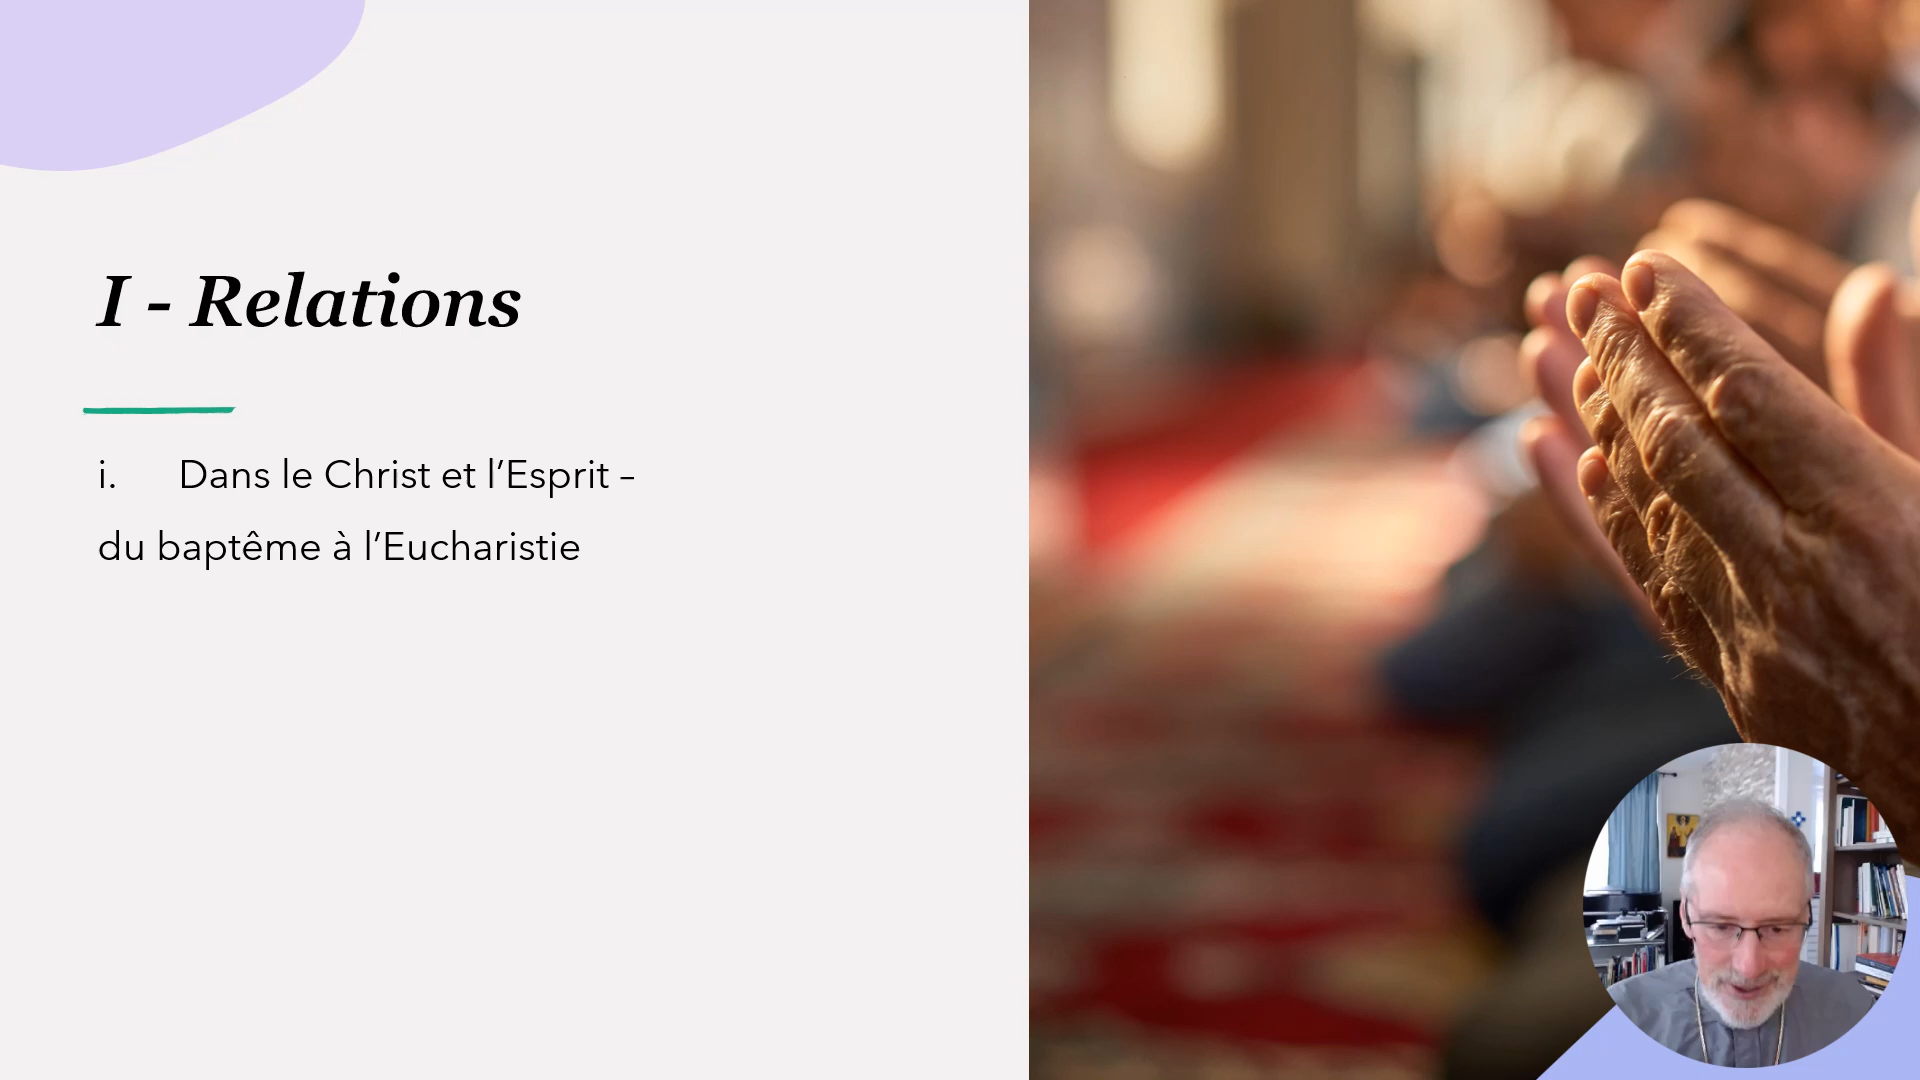 I - Relations
i. Dans le Christ et l’Esprit –
du baptême à l’Eucharistie